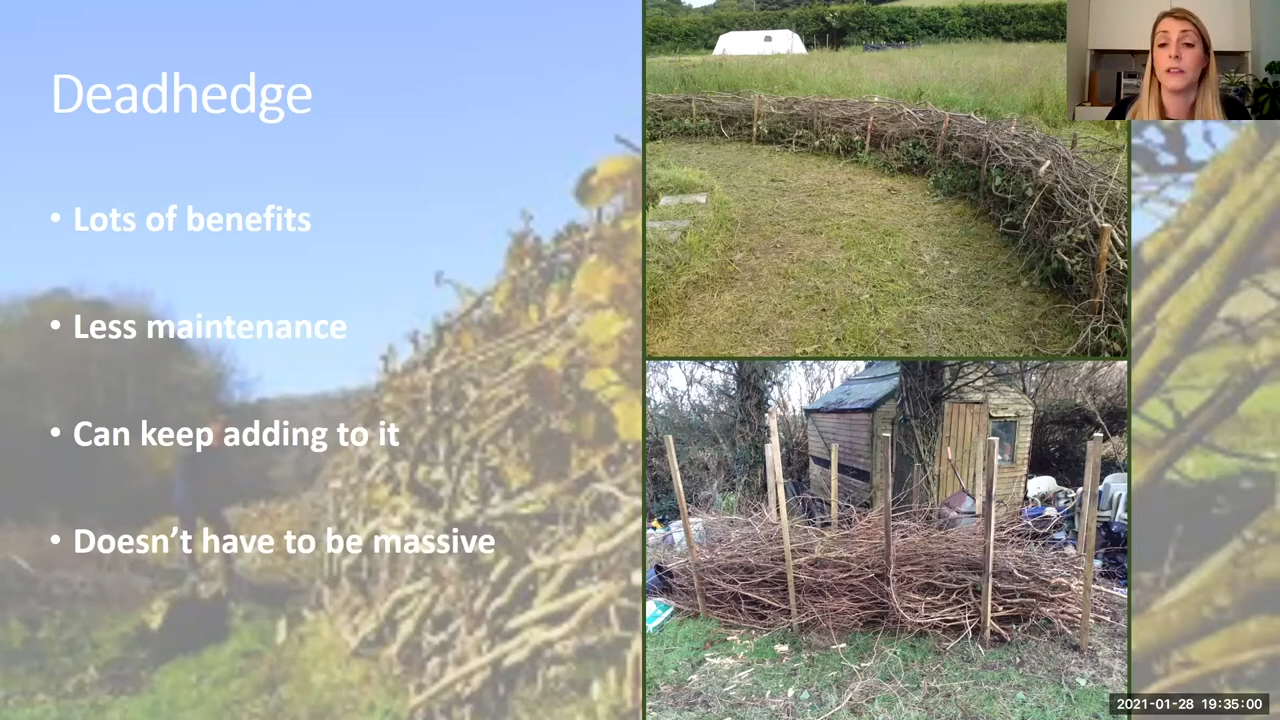 Deadhedge
• Lots of benefits
• Less maintenance
• Can keep adding to it
• Doesn’t have to be massive
2021-01-28 19:35:00